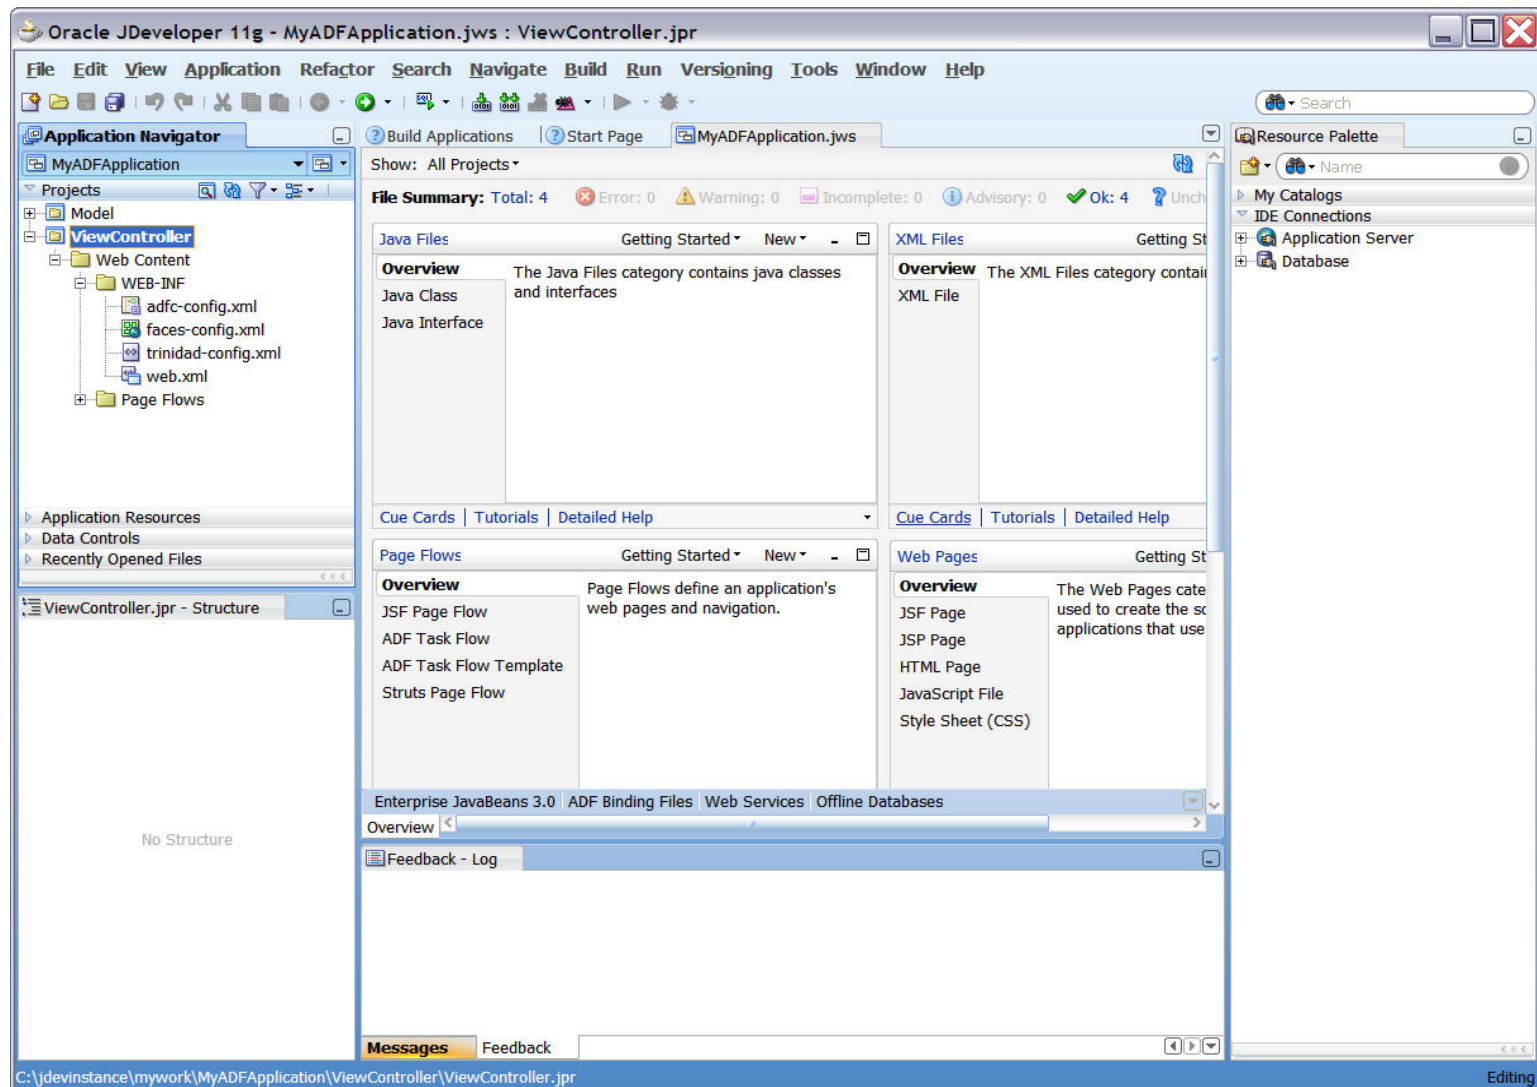 Oracle JDeveloper 11g - MyADFApplication.jws : ViewController.jpr
File Edit View Application Refactor Search Navigate Build Run Versioning Tools Window Help
Search
Application Navigator
MyADFApplication
Projects
Model
ViewController
Web Content
WEB-INF
adfc-config.xml
faces-config.xml
trinidad-config.xml
web.xml
Page Flows
Application Resources
Data Controls
Recently Opened Files
ViewController.jpr - Structure
No Structure
Build Applications Start Page MyADFApplication.jws
Show: All Projects
File Summary: Total: 4 Error: 0 Warning: 0 Incomplete: 0 Advisory: 0 Ok: 4 Unch
Java Files Getting Started New
Overview
Java Class
Java Interface
The Java Files category contains java classes
and interfaces
Cue Cards | Tutorials | Detailed Help
XML Files Getting St
Overview
XML File
The XML Files category contai
Cue Cards | Tutorials | Detailed Help
Page Flows Getting Started New
Overview
JSF Page Flow
ADF Task Flow
ADF Task Flow Template
Struts Page Flow
Page Flows define an application's
web pages and navigation.
Web Pages Getting St
Overview
JSF Page
JSP Page
HTML Page
JavaScript File
Style Sheet (CSS)
The Web Pages cate
used to create the sc
applications that use
Enterprise JavaBeans 3.0 ADF Binding Files Web Services Offline Databases
Overview
Feedback - Log
Messages Feedback
Resource Palette
Name
My Catalogs
IDE Connections
Application Server
Database
C:\jdevinstance\mywork\MyADFApplication\ViewController\ViewController.jpr
Editing